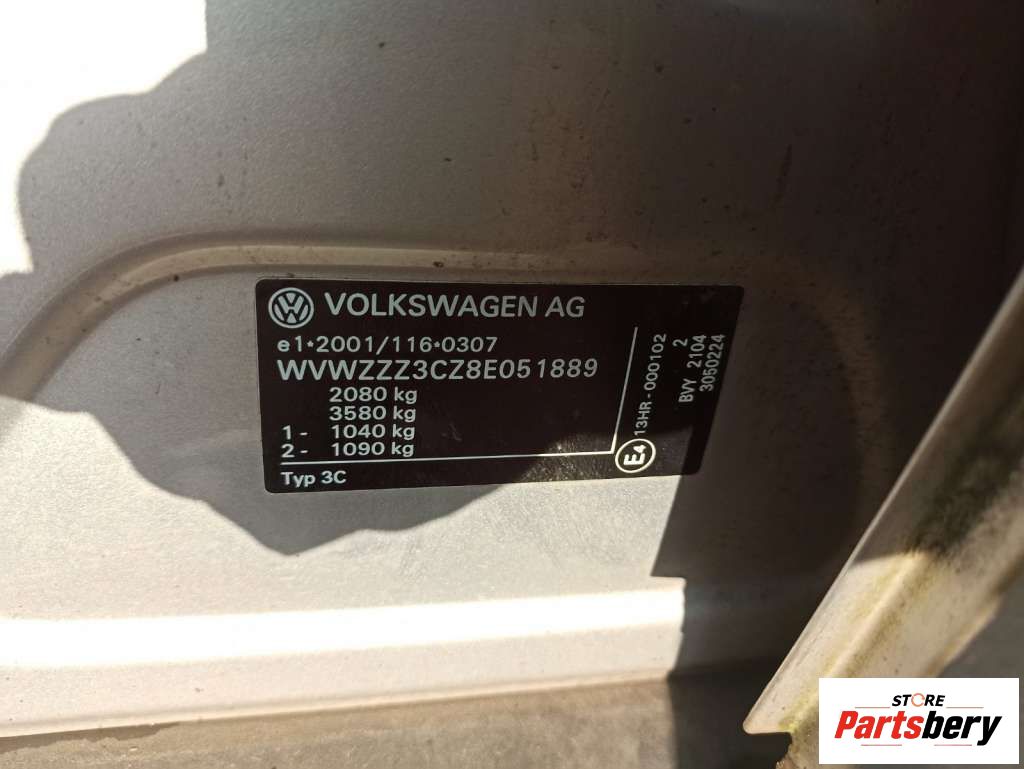 VOLKSWAGEN AG
e1*2001/116*0307
WVWZZZ3CZ8E051889
2080 kg
3580 kg
1- 1040 kg
2- 1090 kg
Typ 3C
E4 13HR-000102
2
BVY 2104
3050224
STORE
Partsbery